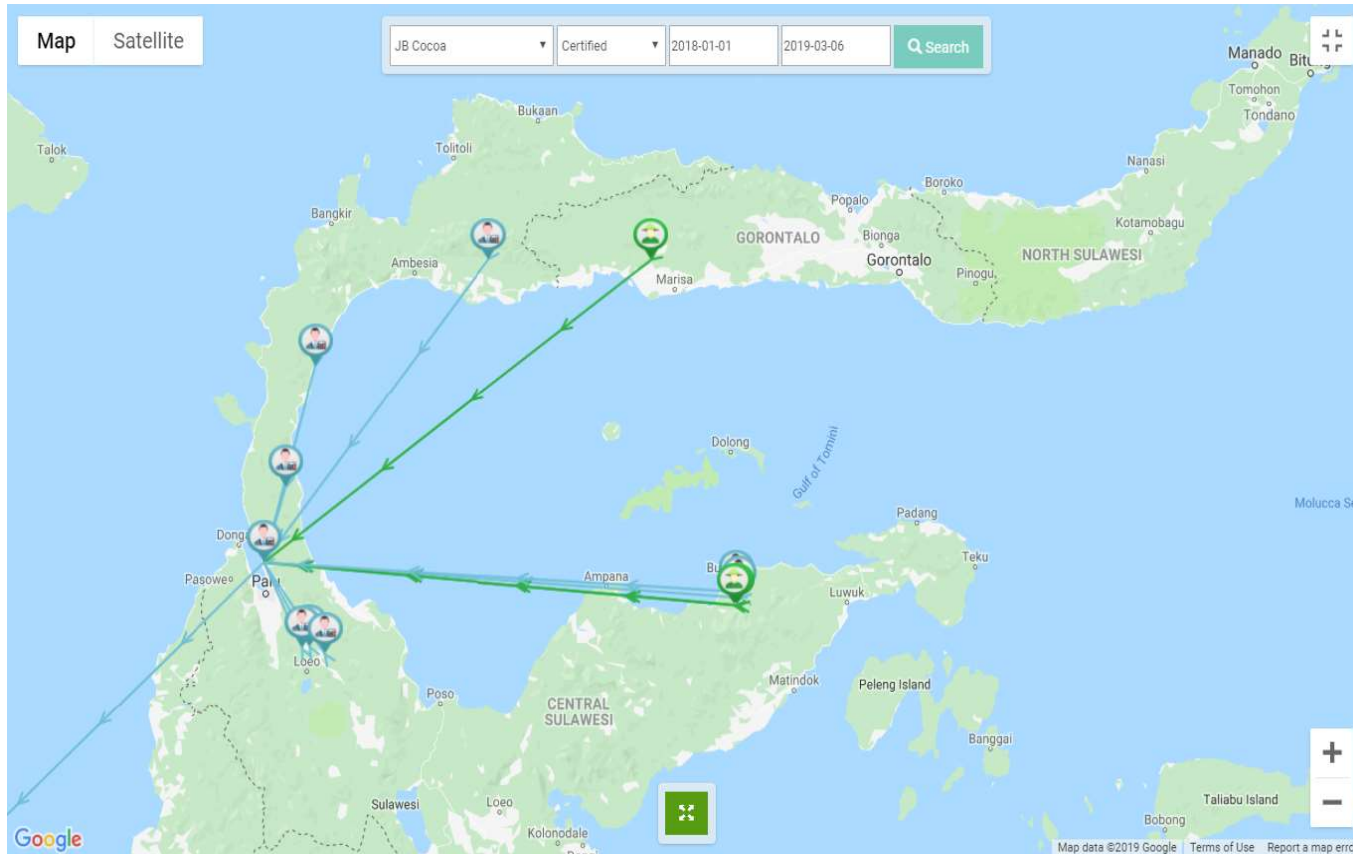 Map Satellite
JB Cocoa Certified 2018-01-01 2019-03-06 Search
Manado
Tomohon
Tondano
Bukaan
Tolitoli
Talok
Nanasi
Boroko
Popalo
Bangkir
Kotamobagu
GORONTALO
Bionga
NORTH SULAWESI
Ambesia
Gorontalo
Pinogu
Marisa
Dolong
Gulf of Tomini
Molucca Se
Padang
Dong
Teku
Pasowe
Ampana
Bu
Luwuk
Loeo
Matindok
Peleng Island
Poso
CENTRAL
SULAWESI
Banggai
Sulawesi
Loeo
Taliabu Island
Bobong
Kolonodale
Google
Map data ©2019 Google Terms of Use Report a map erro